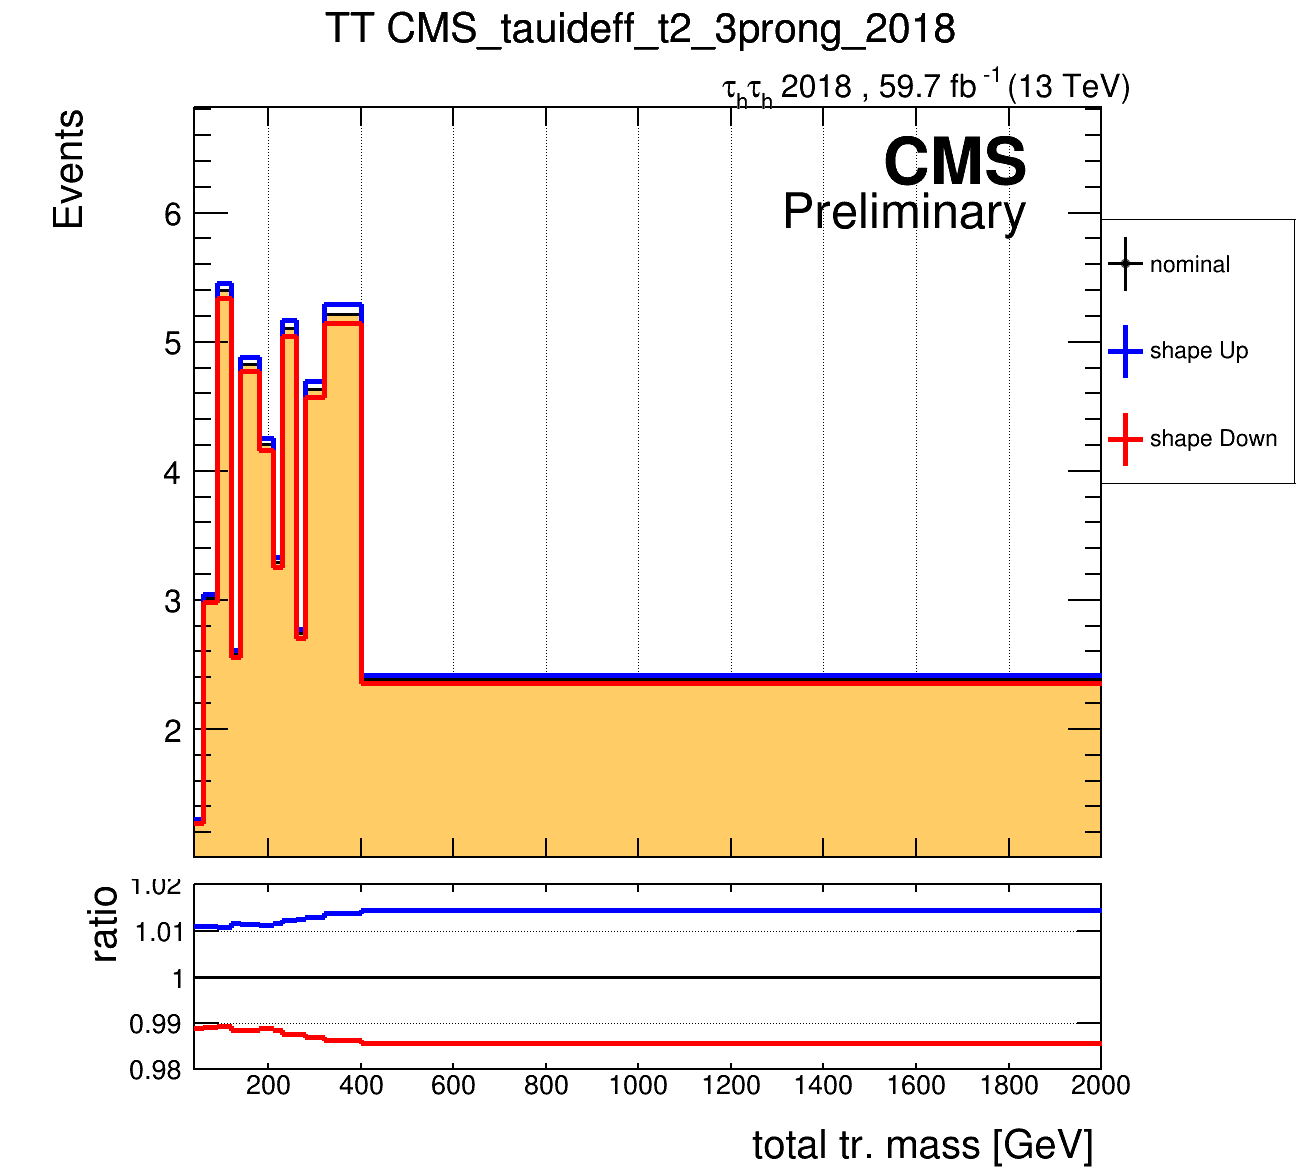 TT CMS_tauideff_t2_3prong_2018
τhτh 2018 , 59.7 fb -1 (13 TeV)
Events
CMS
Preliminary
6
5
4
3
2
nominal
shape Up
shape Down
ratio
1.02
1.01
1
0.99
0.98
200 400 600 800 1000 1200 1400 1600 1800 2000
total tr. mass [GeV]